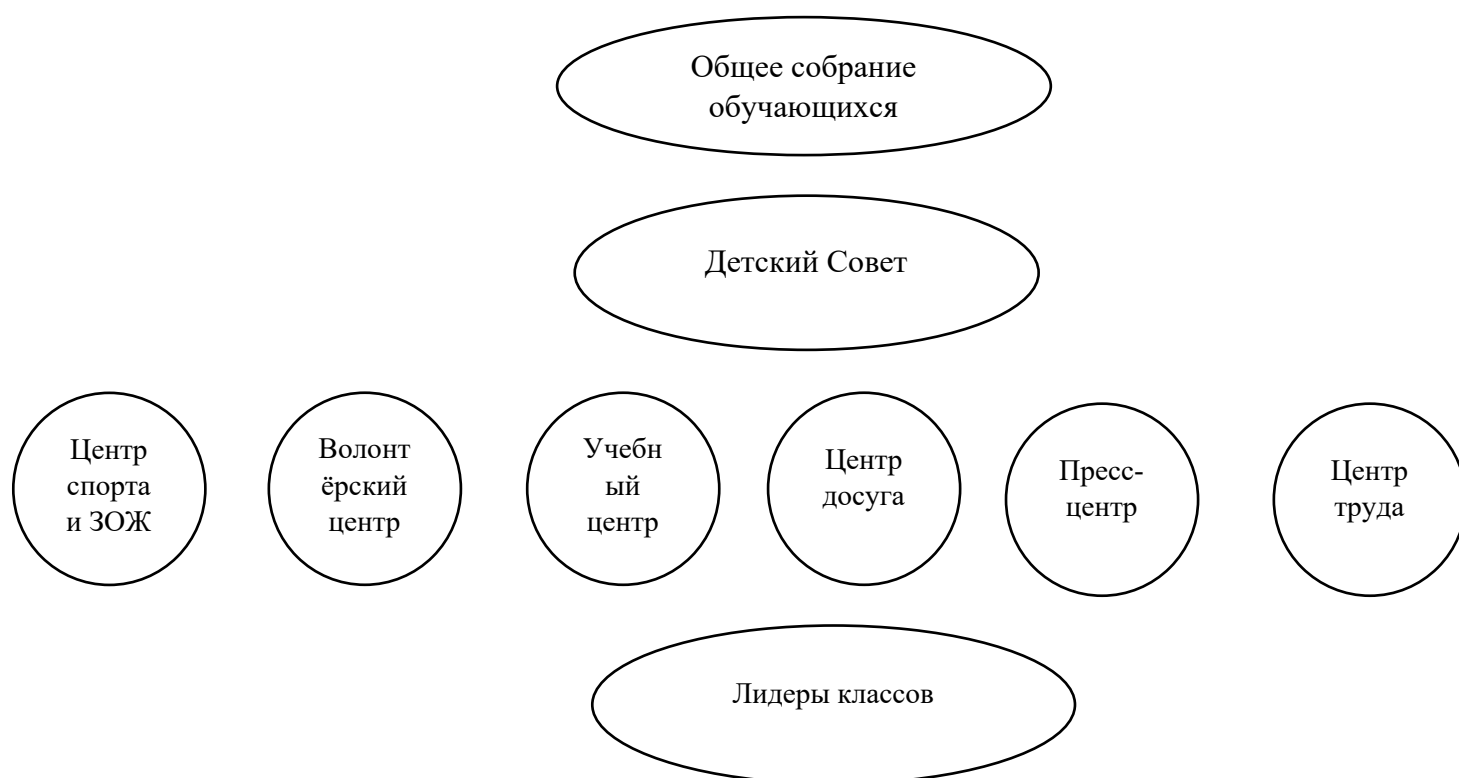 Общее собрание
обучающихся
Детский Совет
Центр
спорта
и ЗОЖ
Волонт
ёрский
центр
Учебн
ый
центр
Центр
досуга
Пресс-
центр
Центр
труда
Лидеры классов